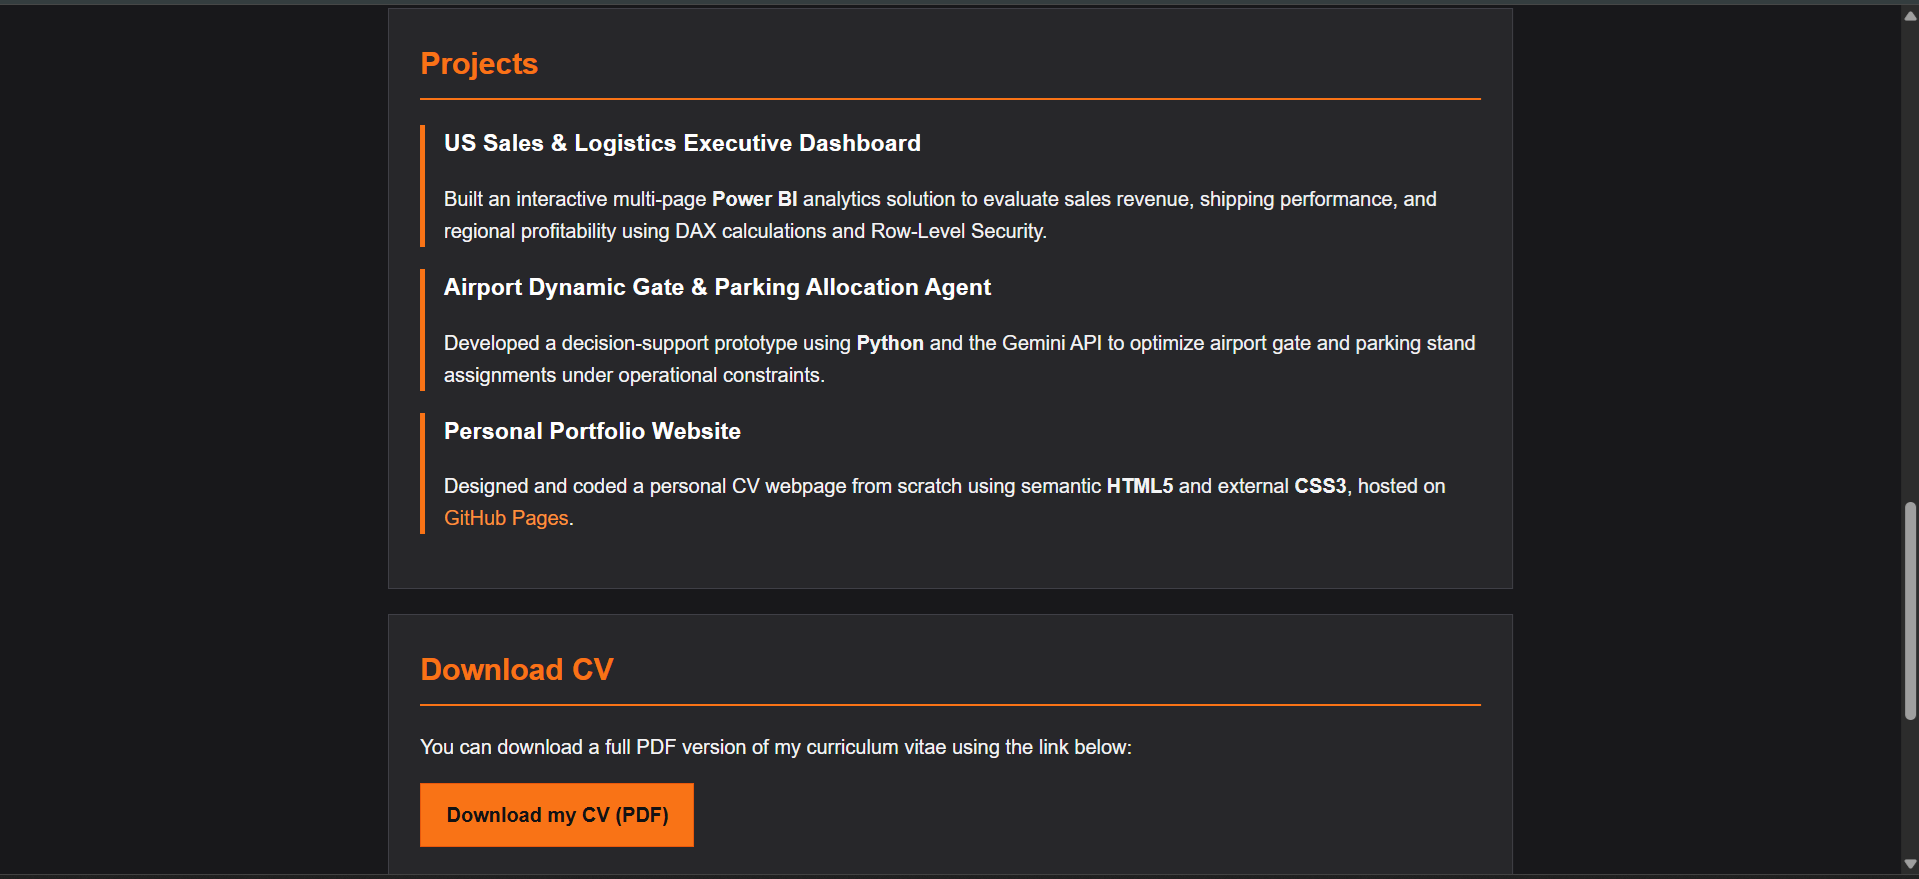 Projects
US Sales & Logistics Executive Dashboard
Built an interactive multi-page Power BI analytics solution to evaluate sales revenue, shipping performance, and
regional profitability using DAX calculations and Row-Level Security.
Airport Dynamic Gate & Parking Allocation Agent
Developed a decision-support prototype using Python and the Gemini API to optimize airport gate and parking stand
assignments under operational constraints.
Personal Portfolio Website
Designed and coded a personal CV webpage from scratch using semantic HTML5 and external CSS3, hosted on
GitHub Pages.
Download CV
You can download a full PDF version of my curriculum vitae using the link below:
Download my CV (PDF)